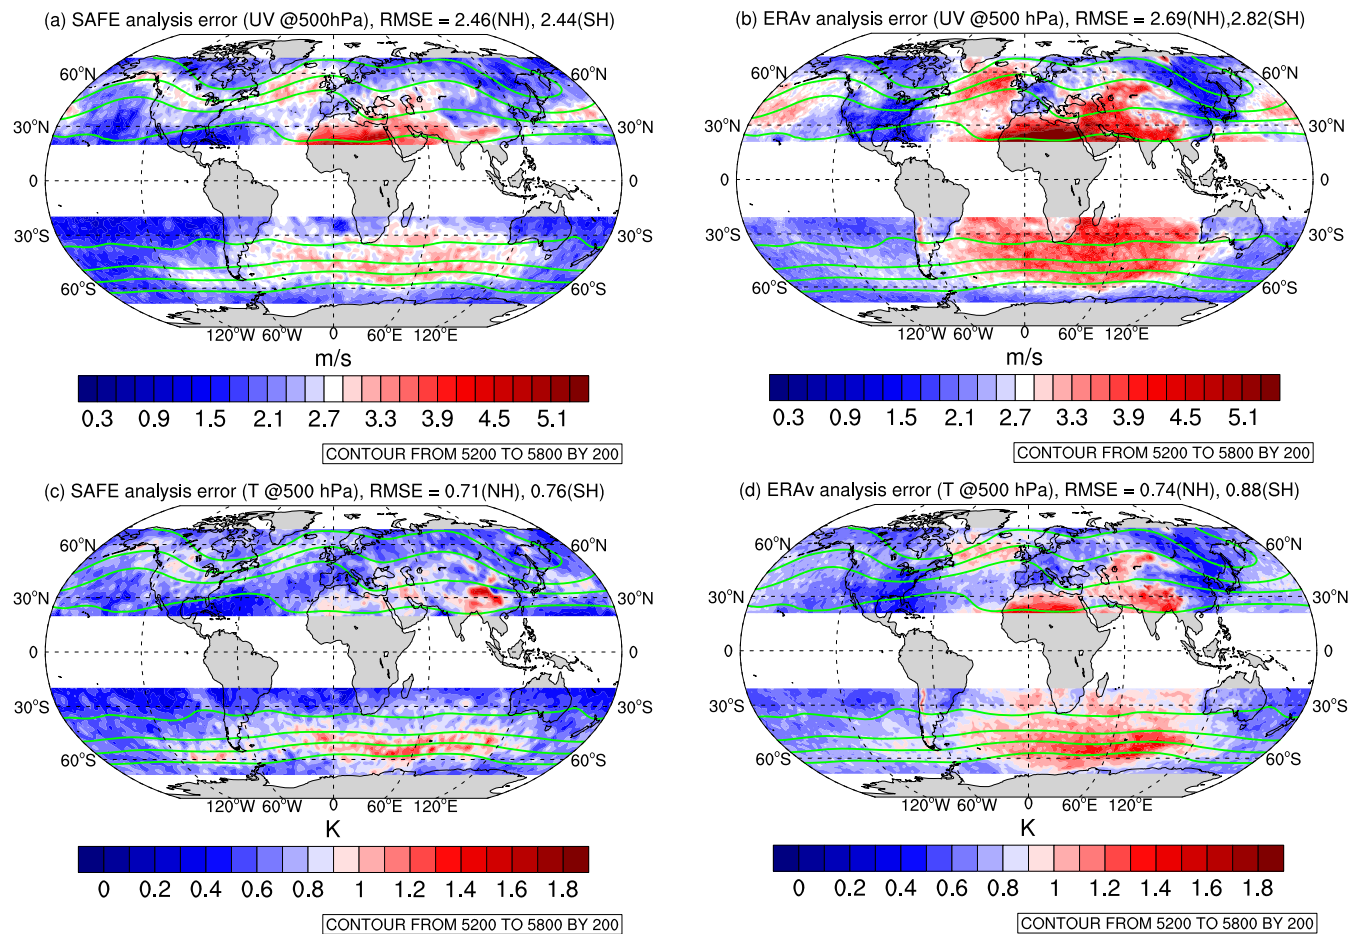 (a) SAFE analysis error (UV @500hPa), RMSE = 2.46(NH), 2.44(SH)
60°N 60°N
30°N 30°N
0 0
30°S 30°S
60°S 60°S
120°W 60°W 0 60°E 120°E
m/s
0.3 0.9 1.5 2.1 2.7 3.3 3.9 4.5 5.1
CONTOUR FROM 5200 TO 5800 BY 200
(b) ERAv analysis error (UV @500 hPa), RMSE = 2.69(NH),2.82(SH)
60°N 60°N
30°N 30°N
0 0
30°S 30°S
60°S 60°S
120°W 60°W 0 60°E 120°E
m/s
0.3 0.9 1.5 2.1 2.7 3.3 3.9 4.5 5.1
CONTOUR FROM 5200 TO 5800 BY 200
(c) SAFE analysis error (T @500 hPa), RMSE = 0.71(NH), 0.76(SH)
60°N 60°N
30°N 30°N
0 0
30°S 30°S
60°S 60°S
120°W 60°W 0 60°E 120°E
K
0 0.2 0.4 0.6 0.8 1 1.2 1.4 1.6 1.8
CONTOUR FROM 5200 TO 5800 BY 200
(d) ERAv analysis error (T @500 hPa), RMSE = 0.74(NH), 0.88(SH)
60°N 60°N
30°N 30°N
0 0
30°S 30°S
60°S 60°S
120°W 60°W 0 60°E 120°E
K
0 0.2 0.4 0.6 0.8 1 1.2 1.4 1.6 1.8
CONTOUR FROM 5200 TO 5800 BY 200